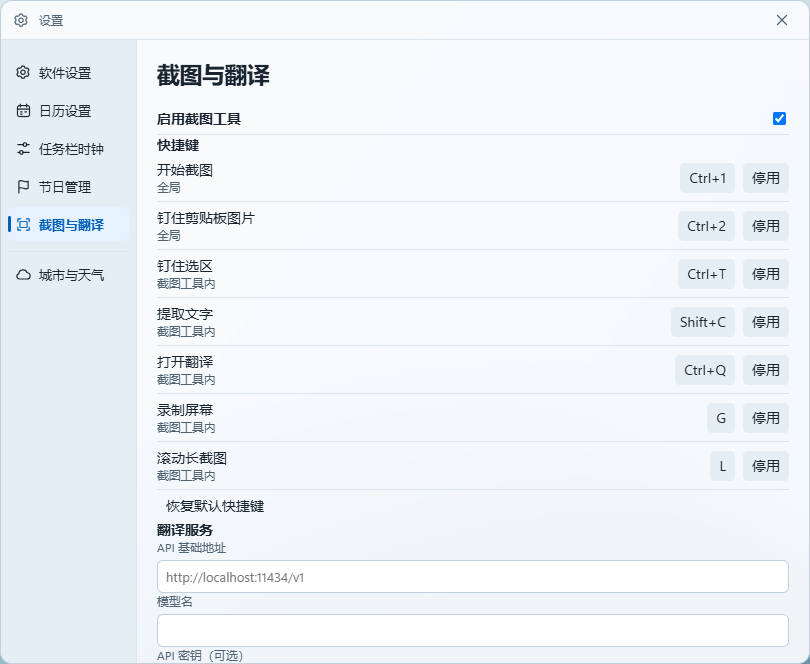 设置
软件设置
日历设置
任务栏时钟
节日管理
截图与翻译
城市与天气
截图与翻译
启用截图工具
快捷键
开始截图
全局
Ctrl+1 停用
钉住剪贴板图片
全局
Ctrl+2 停用
钉住选区
截图工具内
Ctrl+T 停用
提取文字
截图工具内
Shift+C 停用
打开翻译
截图工具内
Ctrl+Q 停用
录制屏幕
截图工具内
G 停用
滚动长截图
截图工具内
L 停用
恢复默认快捷键
翻译服务
API 基础地址
http://localhost:11434/v1
模型名
API 密钥（可选）